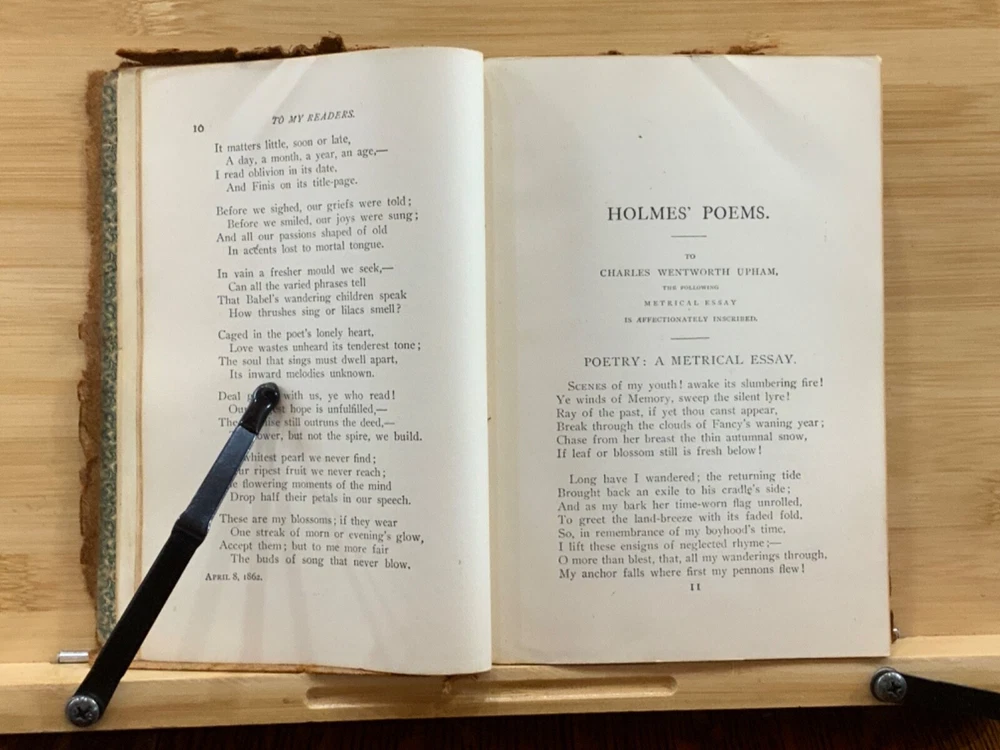 10
TO MY READERS.
It matters little, soon or late,
A day, a month, a year, an age,—
I read oblivion in its date,
And Finis on its title-page.
Before we sighed, our griefs were told;
Before we smiled, our joys were sung;
And all our passions shaped of old
In accents lost to mortal tongue.
In vain a fresher mould we seek,—
Can all the varied phrases tell
That Babel's wandering children speak
How thrushes sing or lilacs smell?
Caged in the poet's lonely heart,
Love wastes unheard its tenderest tone;
The soul that sings must dwell apart,
Its inward melodies unknown.
Deal with us, ye who read!
hope is unfulfilled,—
still outruns the deed,—
but not the spire, we build.
whitest pearl we never find;
ripest fruit we never reach;
flowering moments of the mind
Drop half their petals in our speech.
These are my blossoms; if they wear
One streak of morn or evening's glow,
Accept them; but to me more fair
The buds of song that never blow.
APRIL 8, 1862.
HOLMES' POEMS.
TO
CHARLES WENTWORTH UPHAM,
THE FOLLOWING
METRICAL ESSAY
IS AFFECTIONATELY INSCRIBED.
POETRY: A METRICAL ESSAY.
SCENES of my youth! awake its slumbering fire!
Ye winds of Memory, sweep the silent lyre!
Ray of the past, if yet thou canst appear,
Break through the clouds of Fancy's waning year;
Chase from her breast the thin autumnal snow,
If leaf or blossom still is fresh below!
Long have I wandered; the returning tide
Brought back an exile to his cradle's side;
And as my bark her time-worn flag unrolled,
To greet the land-breeze with its faded fold,
So, in remembrance of my boyhood's time,
I lift these ensigns of neglected rhyme;—
O more than blest, that, all my wanderings through,
My anchor falls where first my pennons flew!
11